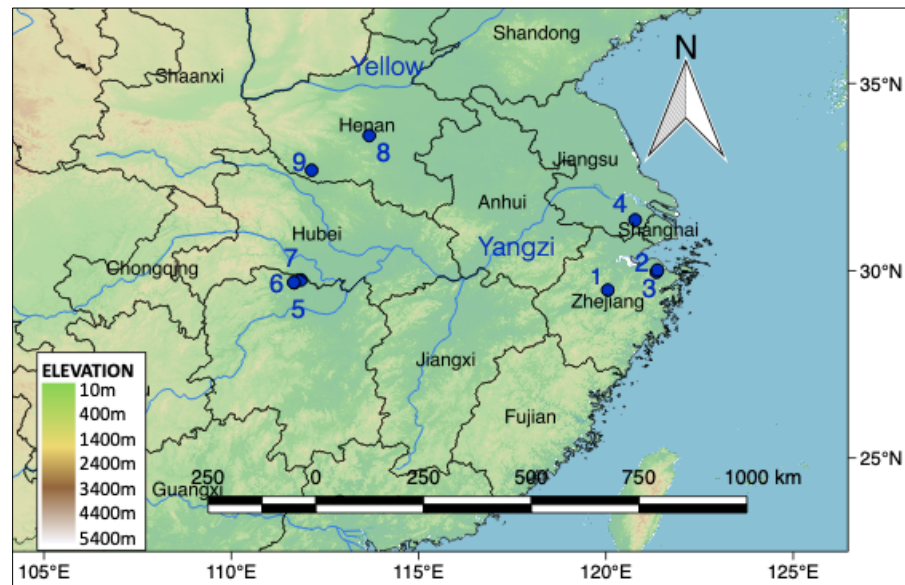 Shandong
N
Yellow
Shaanxi
35°N
Henan
8
9
Jiangsu
Anhui
4
Shanghai
Hubei
Yangzi
7
Chongqing
2
30°N
6
1
3
5
Zhejiang
Jiangxi
ELEVATION
10m
400m
1400m
2400m
3400m
4400m
5400m
u
Fujian
250
0
250
500
750
1000 km
25°N
Guangxi
105°E
110°E
115°E
120°E
125°E